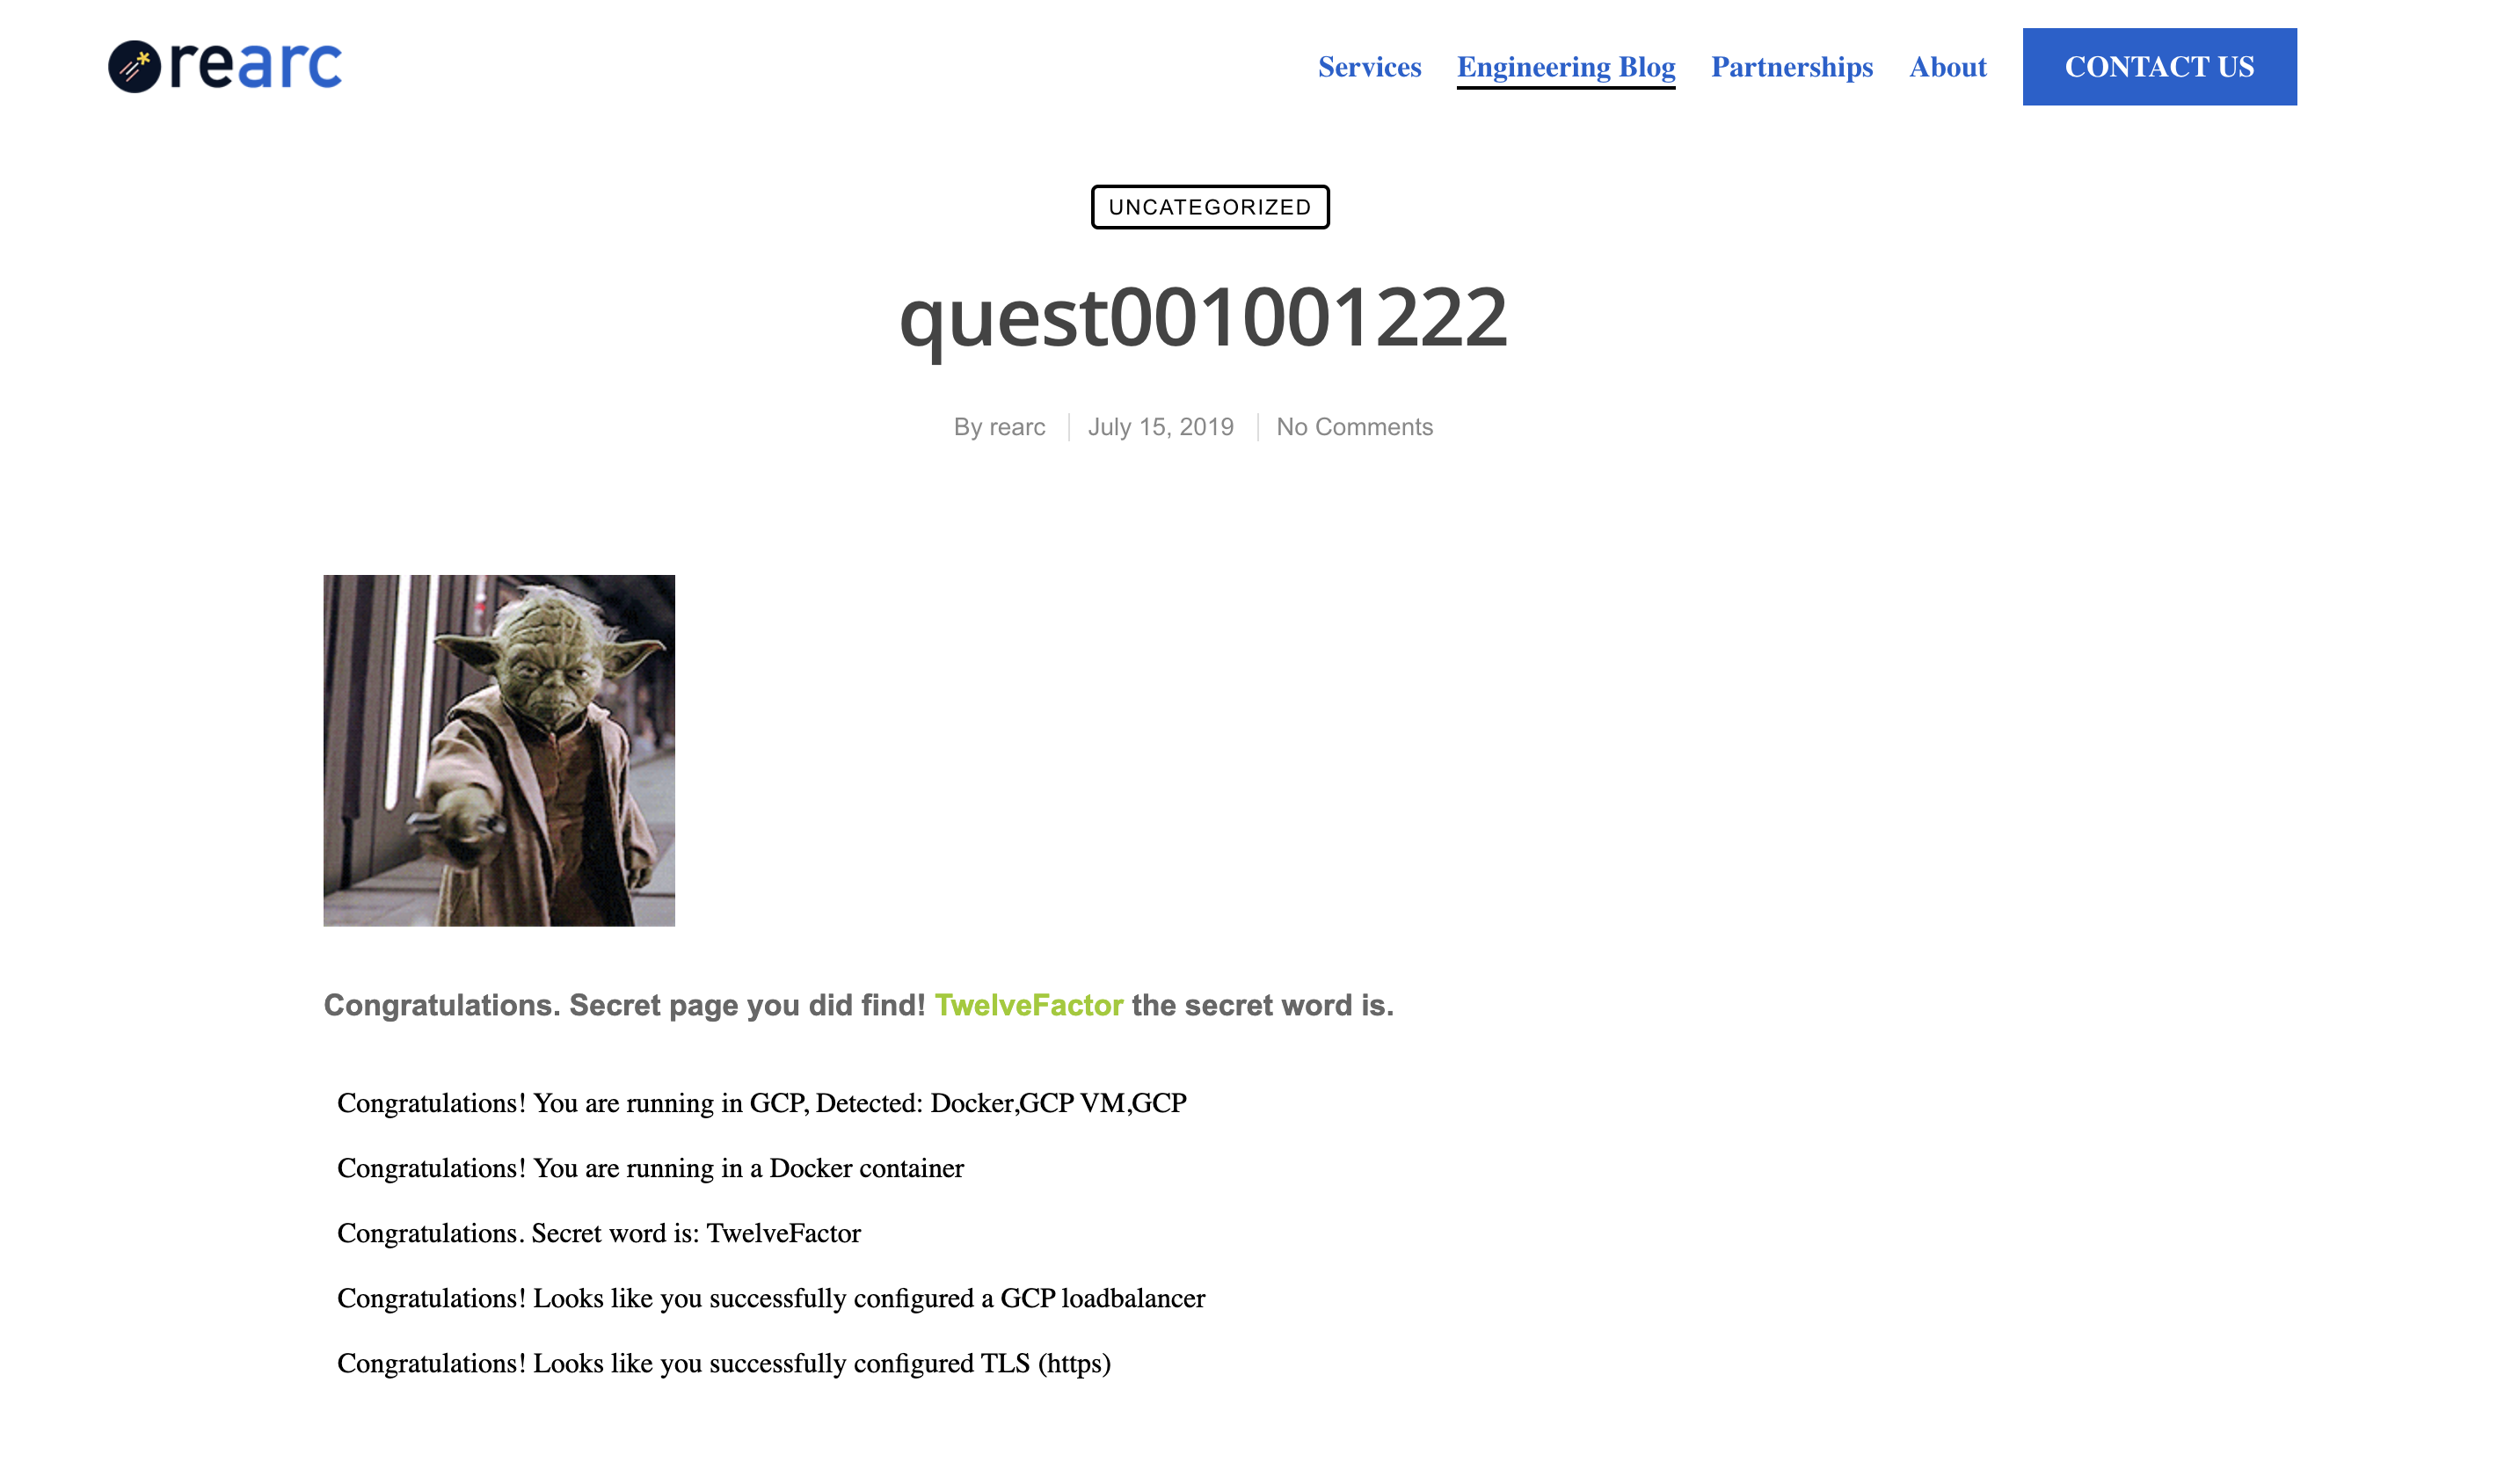 rearc
Services Engineering Blog Partnerships About CONTACT US
UNCATEGORIZED
quest001001222
By rearc July 15, 2019 No Comments
Congratulations. Secret page you did find! TwelveFactor the secret word is.
Congratulations! You are running in GCP, Detected: Docker,GCP VM,GCP
Congratulations! You are running in a Docker container
Congratulations. Secret word is: TwelveFactor
Congratulations! Looks like you successfully configured a GCP loadbalancer
Congratulations! Looks like you successfully configured TLS (https)